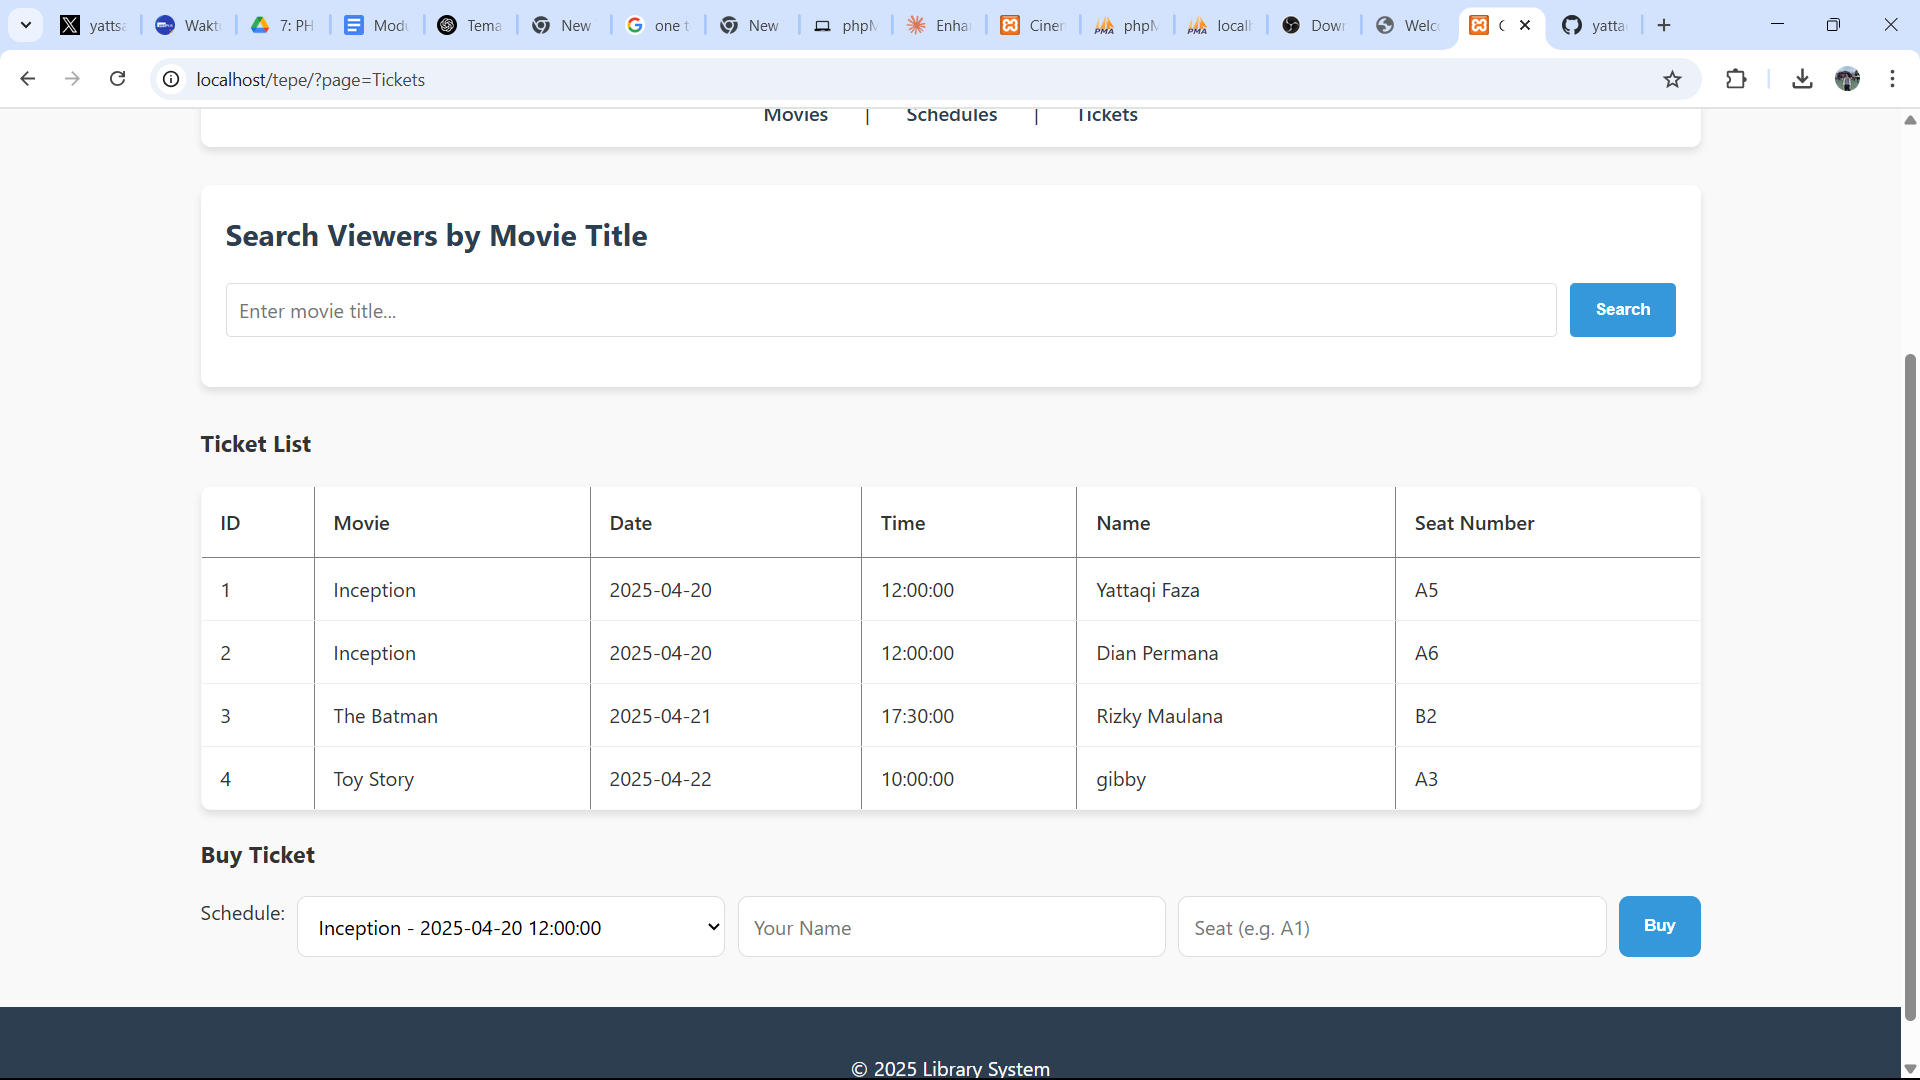 yattsa
Wakt
7: PH
Modu
Tema
New
one t
New
phpM
Enha
Cinem
phpM
localh
Dow
Welc
C
yatta
localhost/tepe/?page=Tickets
Movies | Schedules | Tickets
Search Viewers by Movie Title
Enter movie title... Search
Ticket List
ID Movie Date Time Name Seat Number
1 Inception 2025-04-20 12:00:00 Yattaqi Faza A5
2 Inception 2025-04-20 12:00:00 Dian Permana A6
3 The Batman 2025-04-21 17:30:00 Rizky Maulana B2
4 Toy Story 2025-04-22 10:00:00 gibby A3
Buy Ticket
Schedule: Inception - 2025-04-20 12:00:00 Your Name Seat (e.g. A1) Buy
© 2025 Library System